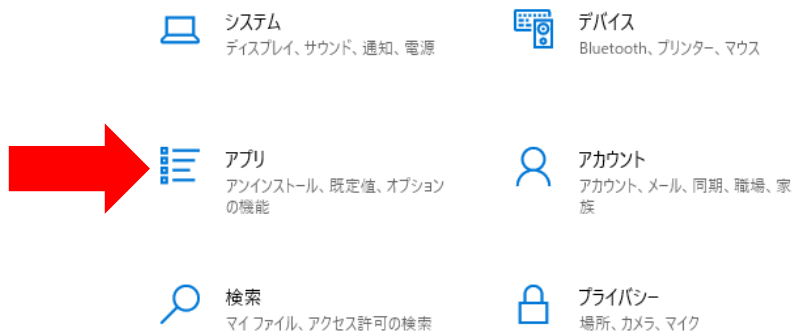 システム
ディスプレイ、サウンド、通知、電源
デバイス
Bluetooth、プリンター、マウス
アプリ
アンインストール、既定値、オプション
の機能
アカウント
アカウント、メール、同期、職場、家
族
検索
マイ ファイル、アクセス許可の検索
プライバシー
場所、カメラ、マイク